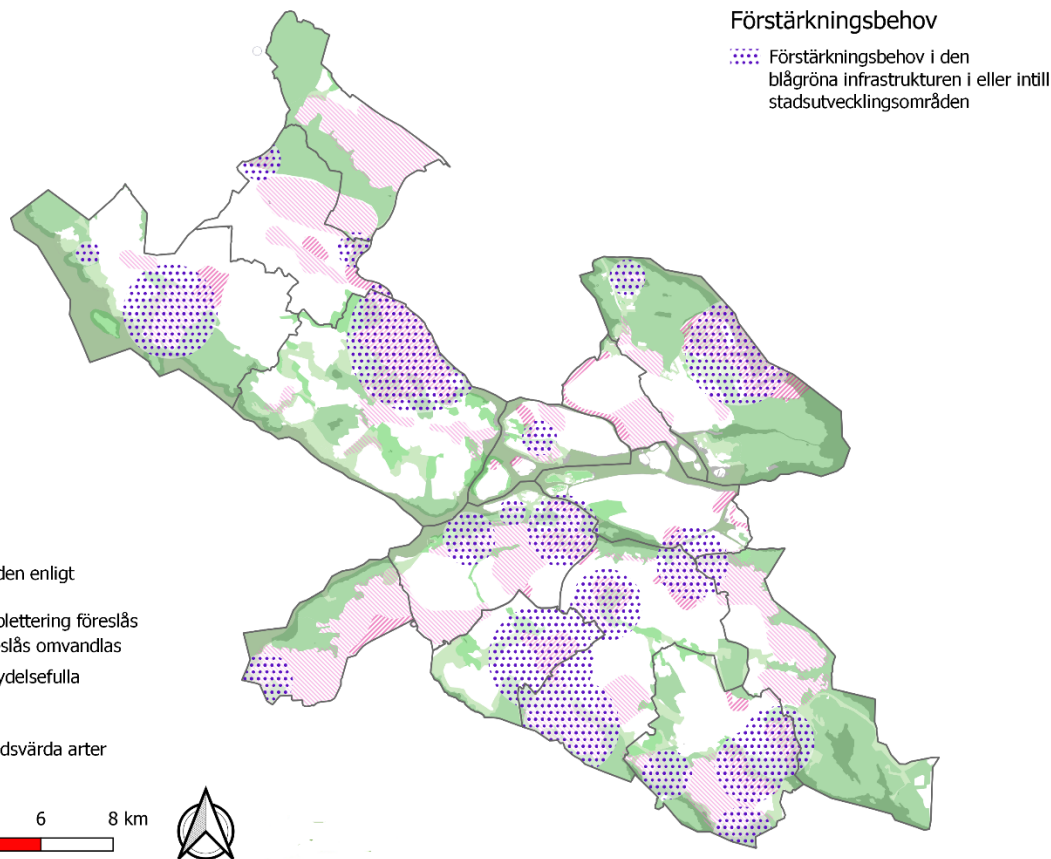 Förstärkningsbehov
Förstärkningsbehov i den
blågröna infrastrukturen i eller intill
stadsutvecklingsområden
den enligt
plettering föreslås
slås omvandlas
ydelsefulla
dsvärda arter
6 8 km